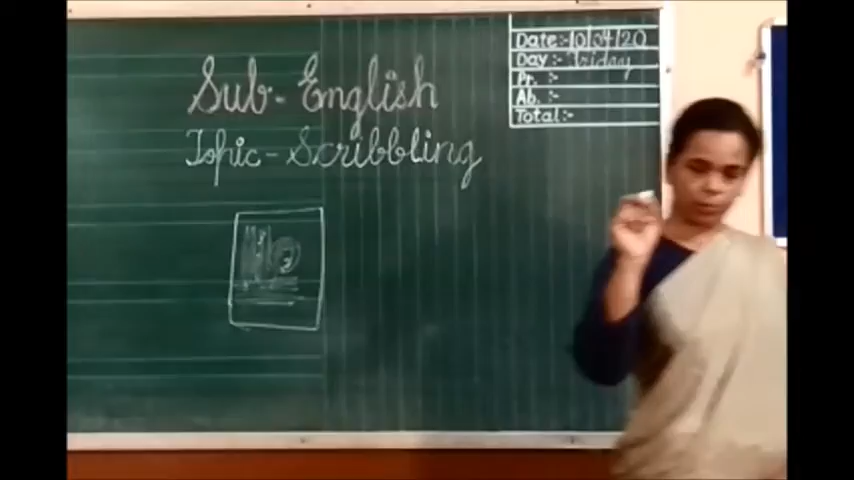 Sub- English
Topic- Scribbling
Date:- 10/04/20
Day:- Friday
Pr. :-
Ab. :-
Total:-